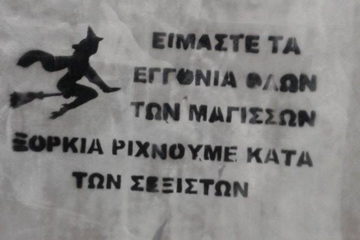 ΕΙΜΑΣΤΕ ΤΑ
ΕΓΓΟΝΙΑ ΟΛΩΝ
ΤΩΝ ΜΑΓΙΣΣΩΝ
ΞΟΡΚΙΑ ΡΙΧΝΟΥΜΕ ΚΑΤΑ
ΤΩΝ ΣΕΞΙΣΤΩΝ